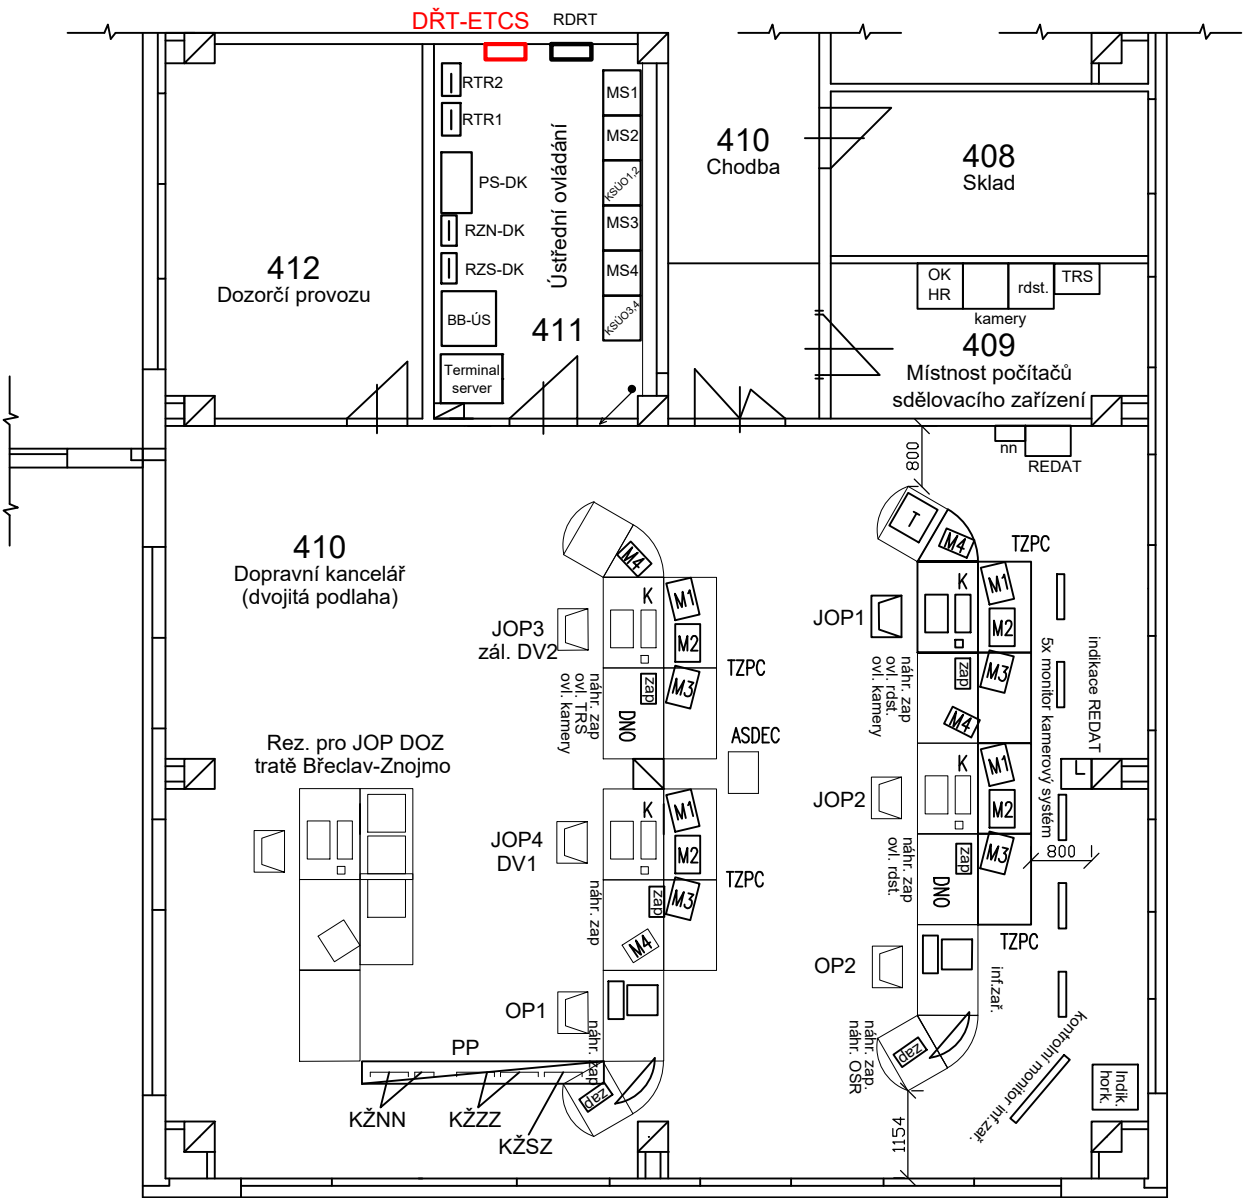 DŘT-ETCS
RDRT
RTR2
RTR1
PS-DK
RZN-DK
RZS-DK
BB-ÚS
Terminal
server
Ústřední ovládání
411
MS1
MS2
KSÚO1,2
MS3
MS4
KSÚO3,4
412
Dozorčí provozu
410
Chodba
408
Sklad
OK
HR
rdst.
TRS
kamery
409
Místnost počítačů
sdělovacího zařízení
nn
REDAT
800
410
Dopravní kancelář
(dvojitá podlaha)
M4
K
M1
M2
JOP3
zál. DV2
TZPC
zap
M3
náhr. zap
ovl. TRS
ovl. kamery
DNO
ASDEC
Rez. pro JOP DOZ
tratě Břeclav-Znojmo
K
M1
M2
JOP4
DV1
TZPC
zap
M3
náhr. zap
M4
OP1
náhr. zap
zap
PP
KŽNN
KŽZZ
KŽSZ
T
M4
TZPC
K
M1
M2
JOP1
zap
M3
náhr. zap
ovl. rdst.
ovl. kamery
M4
5x monitor kamerový systém
indikace REDAT
L
K
M1
M2
JOP2
zap
M3
náhr. zap
ovl. rdst.
DNO
800
TZPC
OP2
inf.zař.
zap
náhr. zap.
náhr. OSR
kontrolní monitor inf.zař.
Indik.
hork.
1154